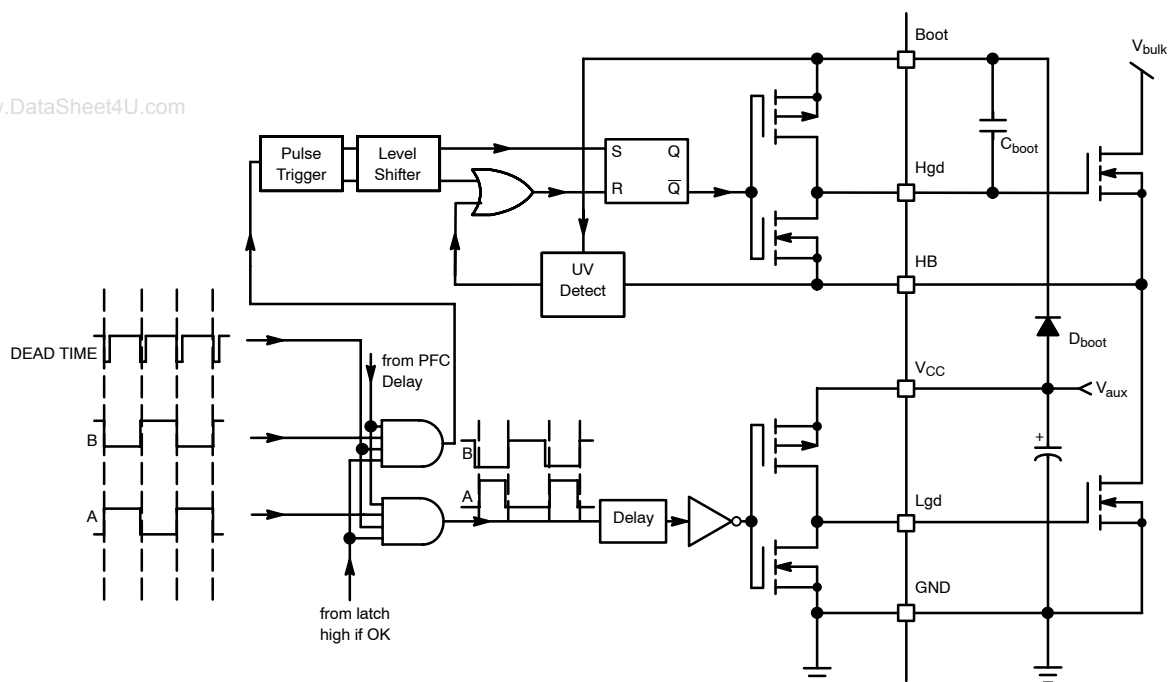 Boot
Vbulk
w.DataSheet4U.com
Pulse
Trigger
Level
Shifter
S
Q
R
Q
Cboot
Hgd
HB
UV
Detect
DEAD TIME
from PFC
Delay
Dboot
VCC
Vaux
B
B
+
A
A
Delay
Lgd
GND
from latch
high if OK